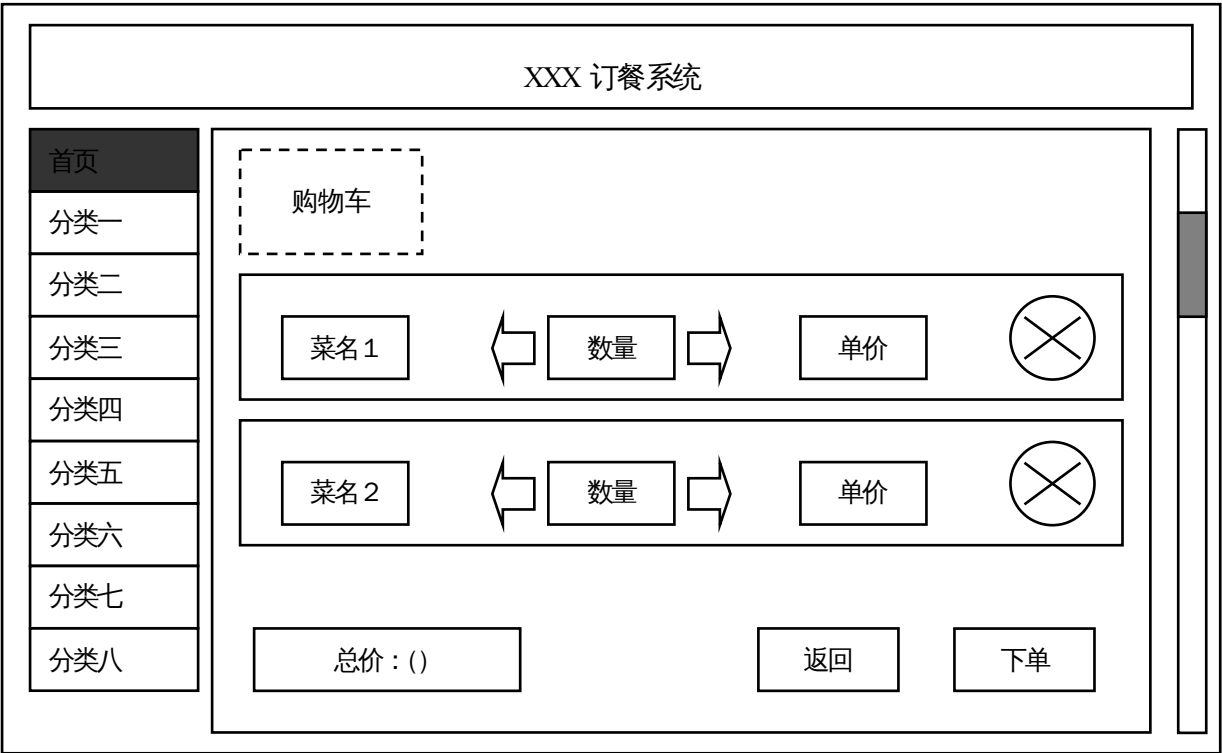 XXX 订餐系统
首页
分类一
分类二
分类三
分类四
分类五
分类六
分类七
分类八
购物车
菜名1 数量 单价
菜名2 数量 单价
总价：() 返回 下单